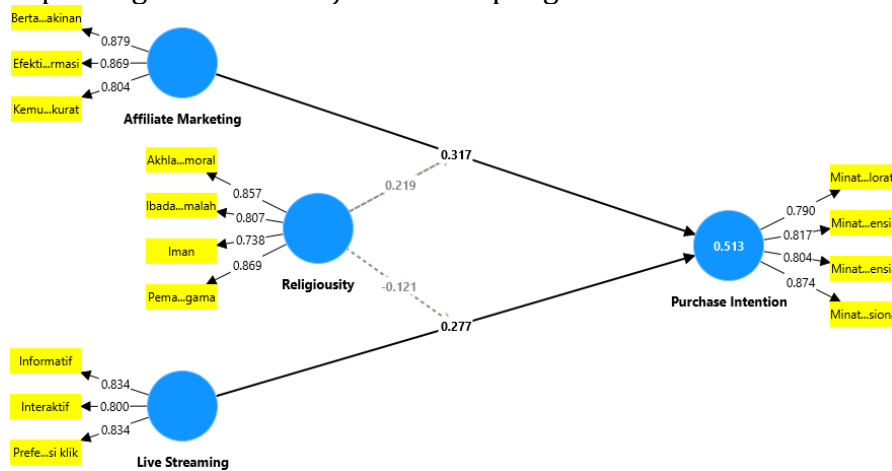 Berta...akinan
0.879
Efekti...rmasi
0.869
Kemu...kurat
0.804
Affiliate Marketing
0.317
Akhla...moral
0.857
0.219
Ibada...malah
0.807
Iman
0.738
Pema...gama
0.869
Religiousity
-0.121
0.277
Minat...lorat
0.790
Minat...ensi
0.817
0.513
0.804
Minat...ensia
0.874
Purchase Intention
Minat...siona
Informatif
0.834
Interaktif
0.800
Prefe...si klik
0.834
Live Streaming